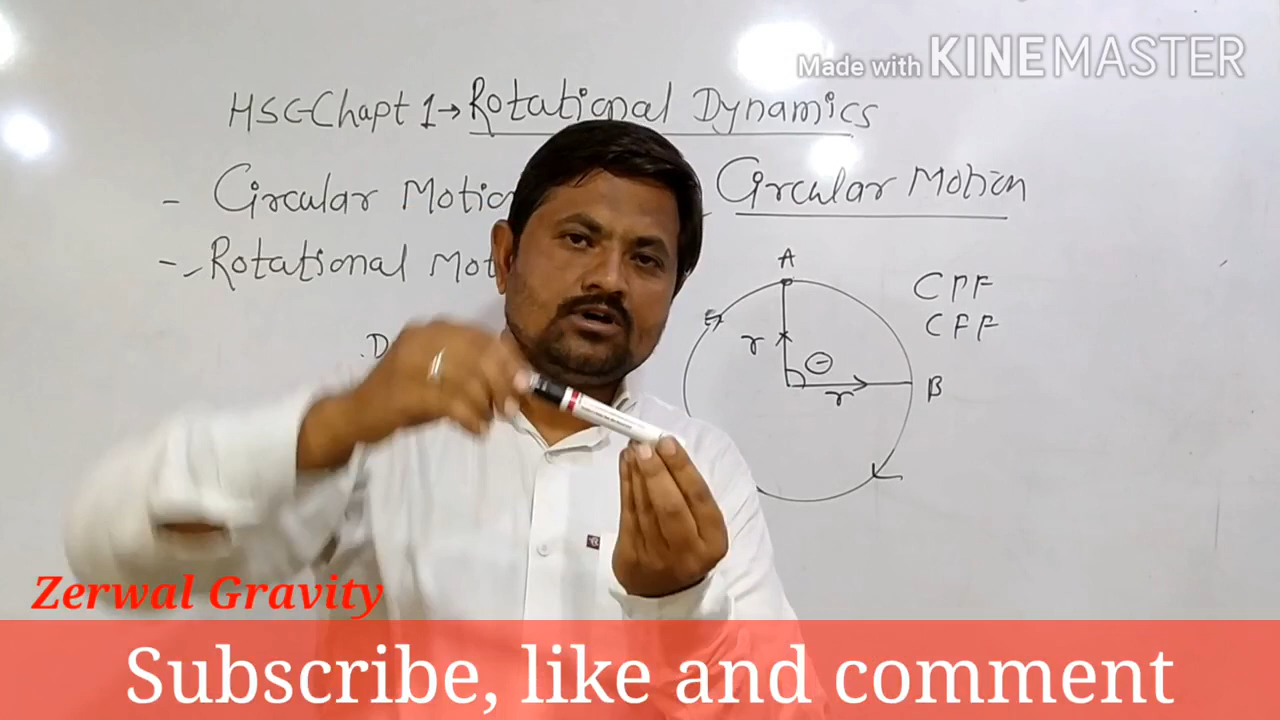 Made with KINEMASTER
HSC-Chapt 1→ Rotational Dynamics
- Circular Motio
- Rotational Mot
- Circular Motion
A
CPF
CFF
r
θ
B
r
D
Zerwal Gravity
Subscribe, like and comment